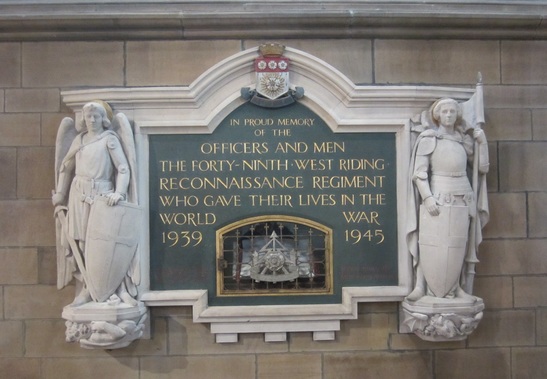 IN PROUD MEMORY
OF THE
OFFICERS AND MEN
THE FORTY-NINTH·WEST RIDING
RECONNAISSANCE REGIMENT
WHO GAVE THEIR LIVES IN THE
WORLD WAR
1939 1945